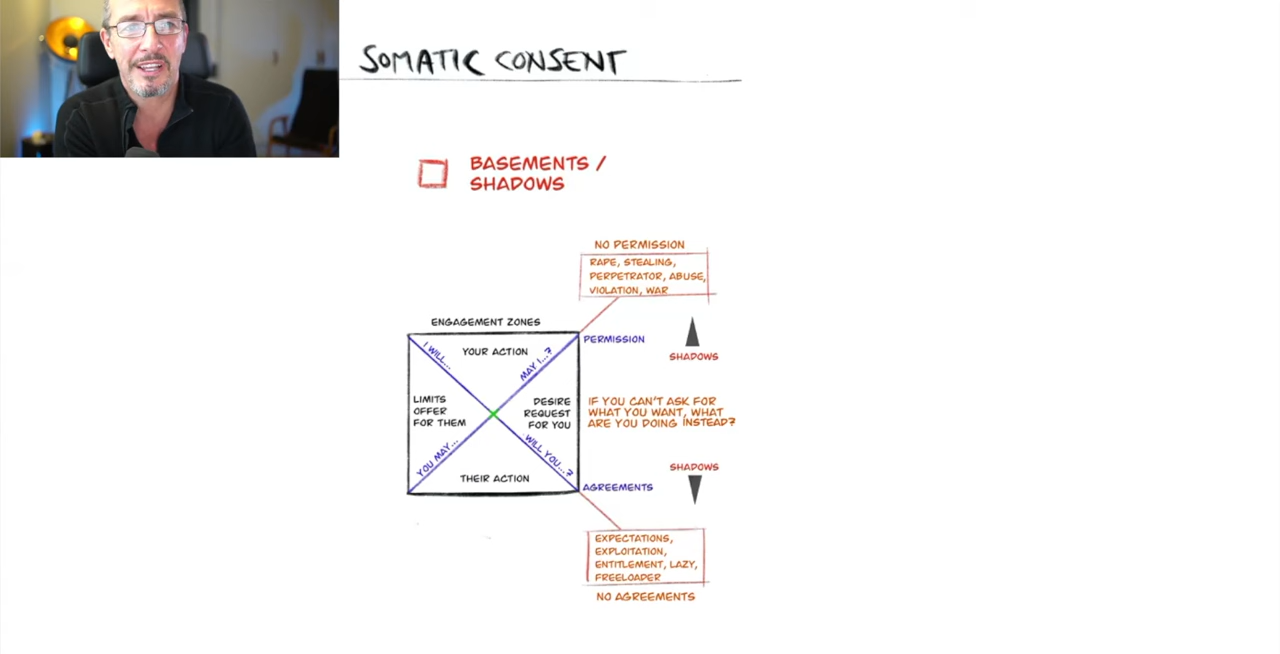 SOMATIC CONSENT
BASEMENTS /
SHADOWS
NO PERMISSION
RAPE, STEALING,
PERPETRATOR, ABUSE,
VIOLATION, WAR
ENGAGEMENT ZONES
PERMISSION
I WILL...
YOUR ACTION
MAY I...?
SHADOWS
LIMITS
OFFER
FOR THEM
DESIRE
REQUEST
FOR YOU
IF YOU CAN'T ASK FOR
WHAT YOU WANT, WHAT
ARE YOU DOING INSTEAD?
YOU MAY...
WILL YOU...?
THEIR ACTION
SHADOWS
AGREEMENTS
EXPECTATIONS,
EXPLOITATION,
ENTITLEMENT, LAZY,
FREELOADER
NO AGREEMENTS